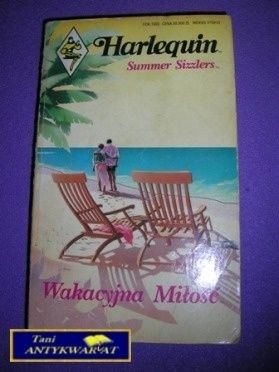 Harlequin
Summer Sizzlers
Wakacyjna Miłość
Tani
ANTYKWARIAT